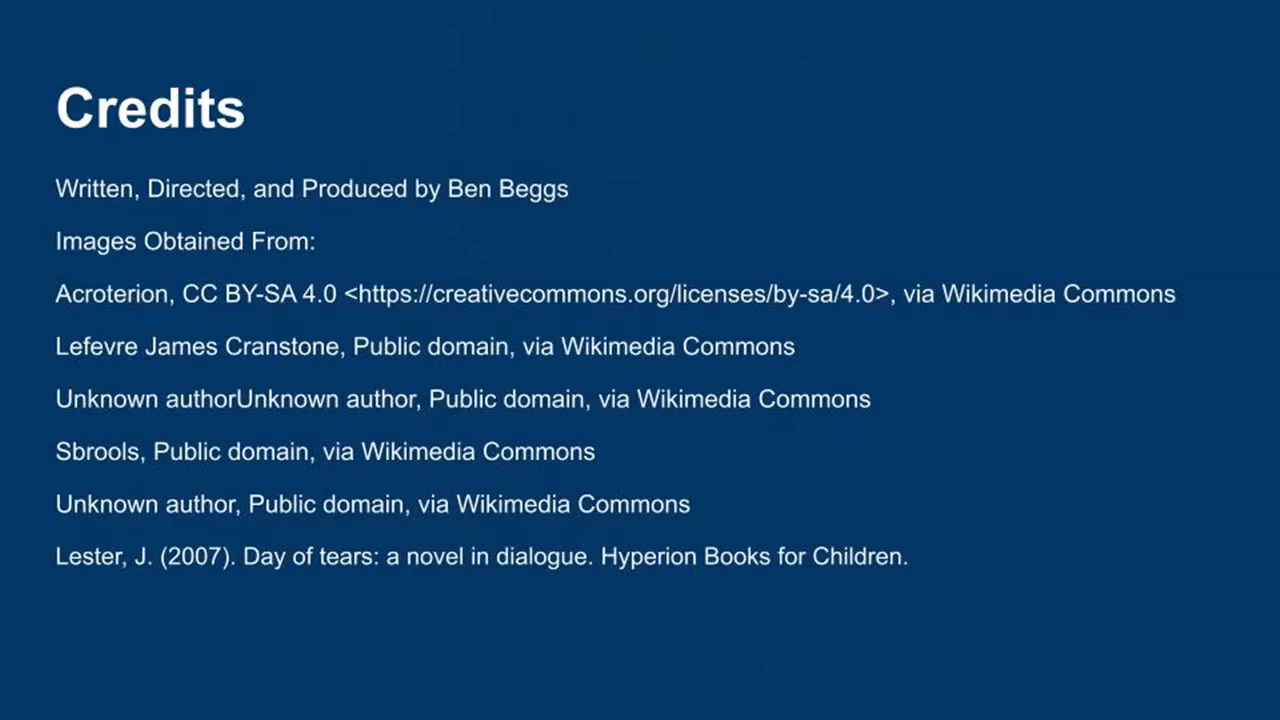 Credits
Written, Directed, and Produced by Ben Beggs
Images Obtained From:
Acroterion, CC BY-SA 4.0 <https://creativecommons.org/licenses/by-sa/4.0>, via Wikimedia Commons
Lefevre James Cranstone, Public domain, via Wikimedia Commons
Unknown authorUnknown author, Public domain, via Wikimedia Commons
Sbrools, Public domain, via Wikimedia Commons
Unknown author, Public domain, via Wikimedia Commons
Lester, J. (2007). Day of tears: a novel in dialogue. Hyperion Books for Children.